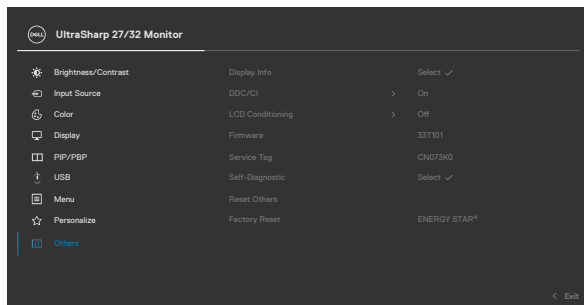 DELL UltraSharp 27/32 Monitor
Brightness/Contrast Display Info Select ✓
Input Source DDC/CI > On
Color LCD Conditioning > Off
Display Firmware 33T101
PIP/PBP Service Tag CN073K0
USB Self-Diagnostic Select ✓
Menu Reset Others
Personalize Factory Reset ENERGY STAR®
Others
< Exit